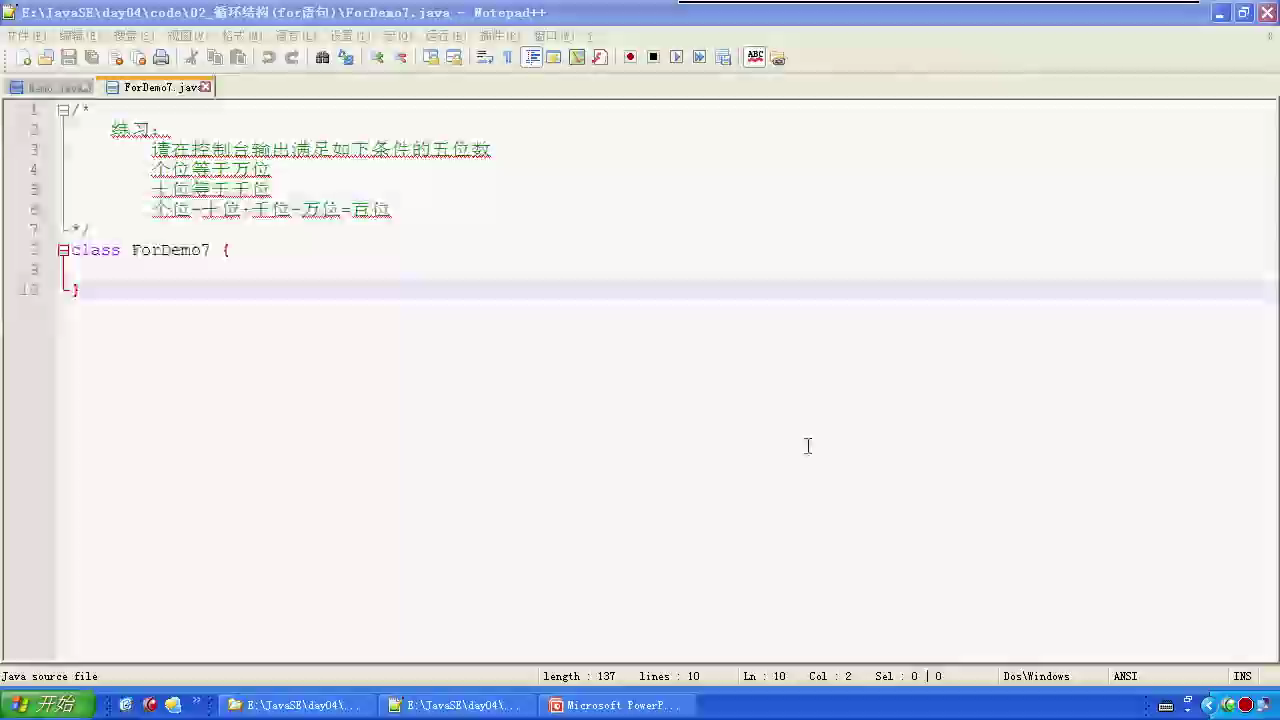 E:\JavaSE\day04\code\02_循环结构(for语句)\ForDemo7.java - Notepad++
文件(F) 编辑(E) 搜索(S) 视图(V) 格式(M) 语言(L) 设置(T) 宏(O) 运行(R) 插件(P) 窗口(W) ?
Demo.java ForDemo7.java
1 /*
2 练习:
3 请在控制台输出满足如下条件的五位数
4 个位等于万位
5 十位等于千位
6 个位+十位+千位+万位=百位
7 */
8 class ForDemo7 {
9
10 }
Java source file length : 137 lines : 10 Ln : 10 Col : 2 Sel : 0 | 0 Dos\Windows ANSI INS
开始 E:\JavaSE\day04\... E:\JavaSE\day04\... Microsoft PowerP...